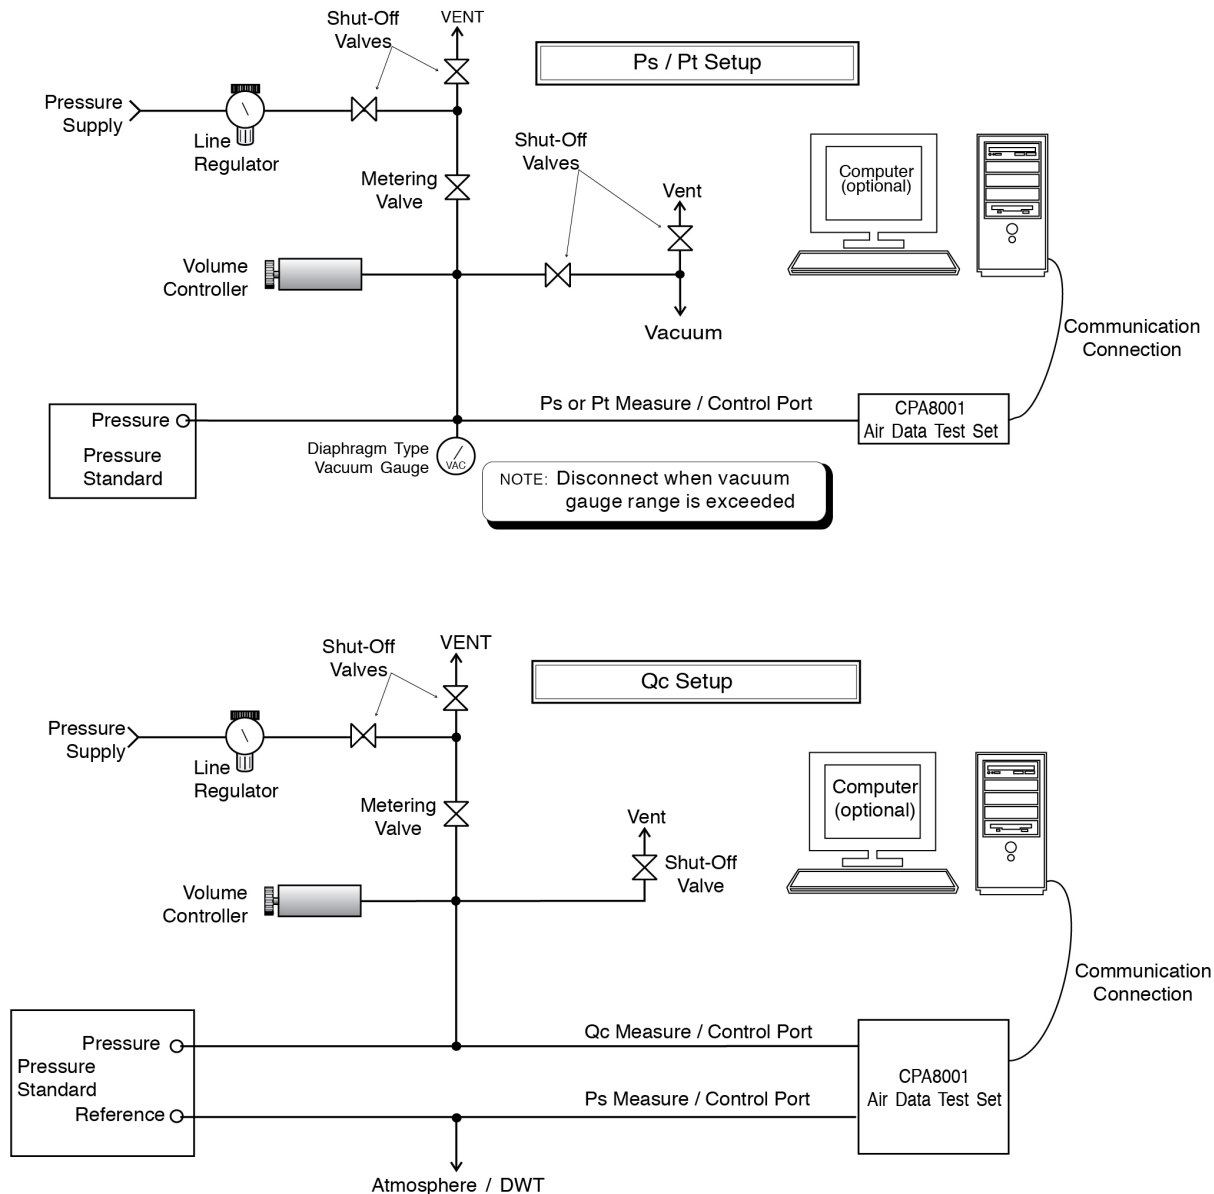 Shut-Off
Valves
VENT
Ps / Pt Setup
Pressure
Supply
Line
Regulator
Shut-Off
Valves
Metering
Valve
Vent
Computer
(optional)
Volume
Controller
Vacuum
Communication
Connection
Ps or Pt Measure / Control Port
Pressure
Pressure
Standard
CPA8001
Air Data Test Set
Diaphragm Type
Vacuum Gauge
VAC
NOTE: Disconnect when vacuum
gauge range is exceeded
Shut-Off
Valves
VENT
Qc Setup
Pressure
Supply
Line
Regulator
Metering
Valve
Vent
Shut-Off
Valve
Computer
(optional)
Volume
Controller
Communication
Connection
Qc Measure / Control Port
Pressure
Pressure
Standard
Reference
Ps Measure / Control Port
CPA8001
Air Data Test Set
Atmosphere / DWT